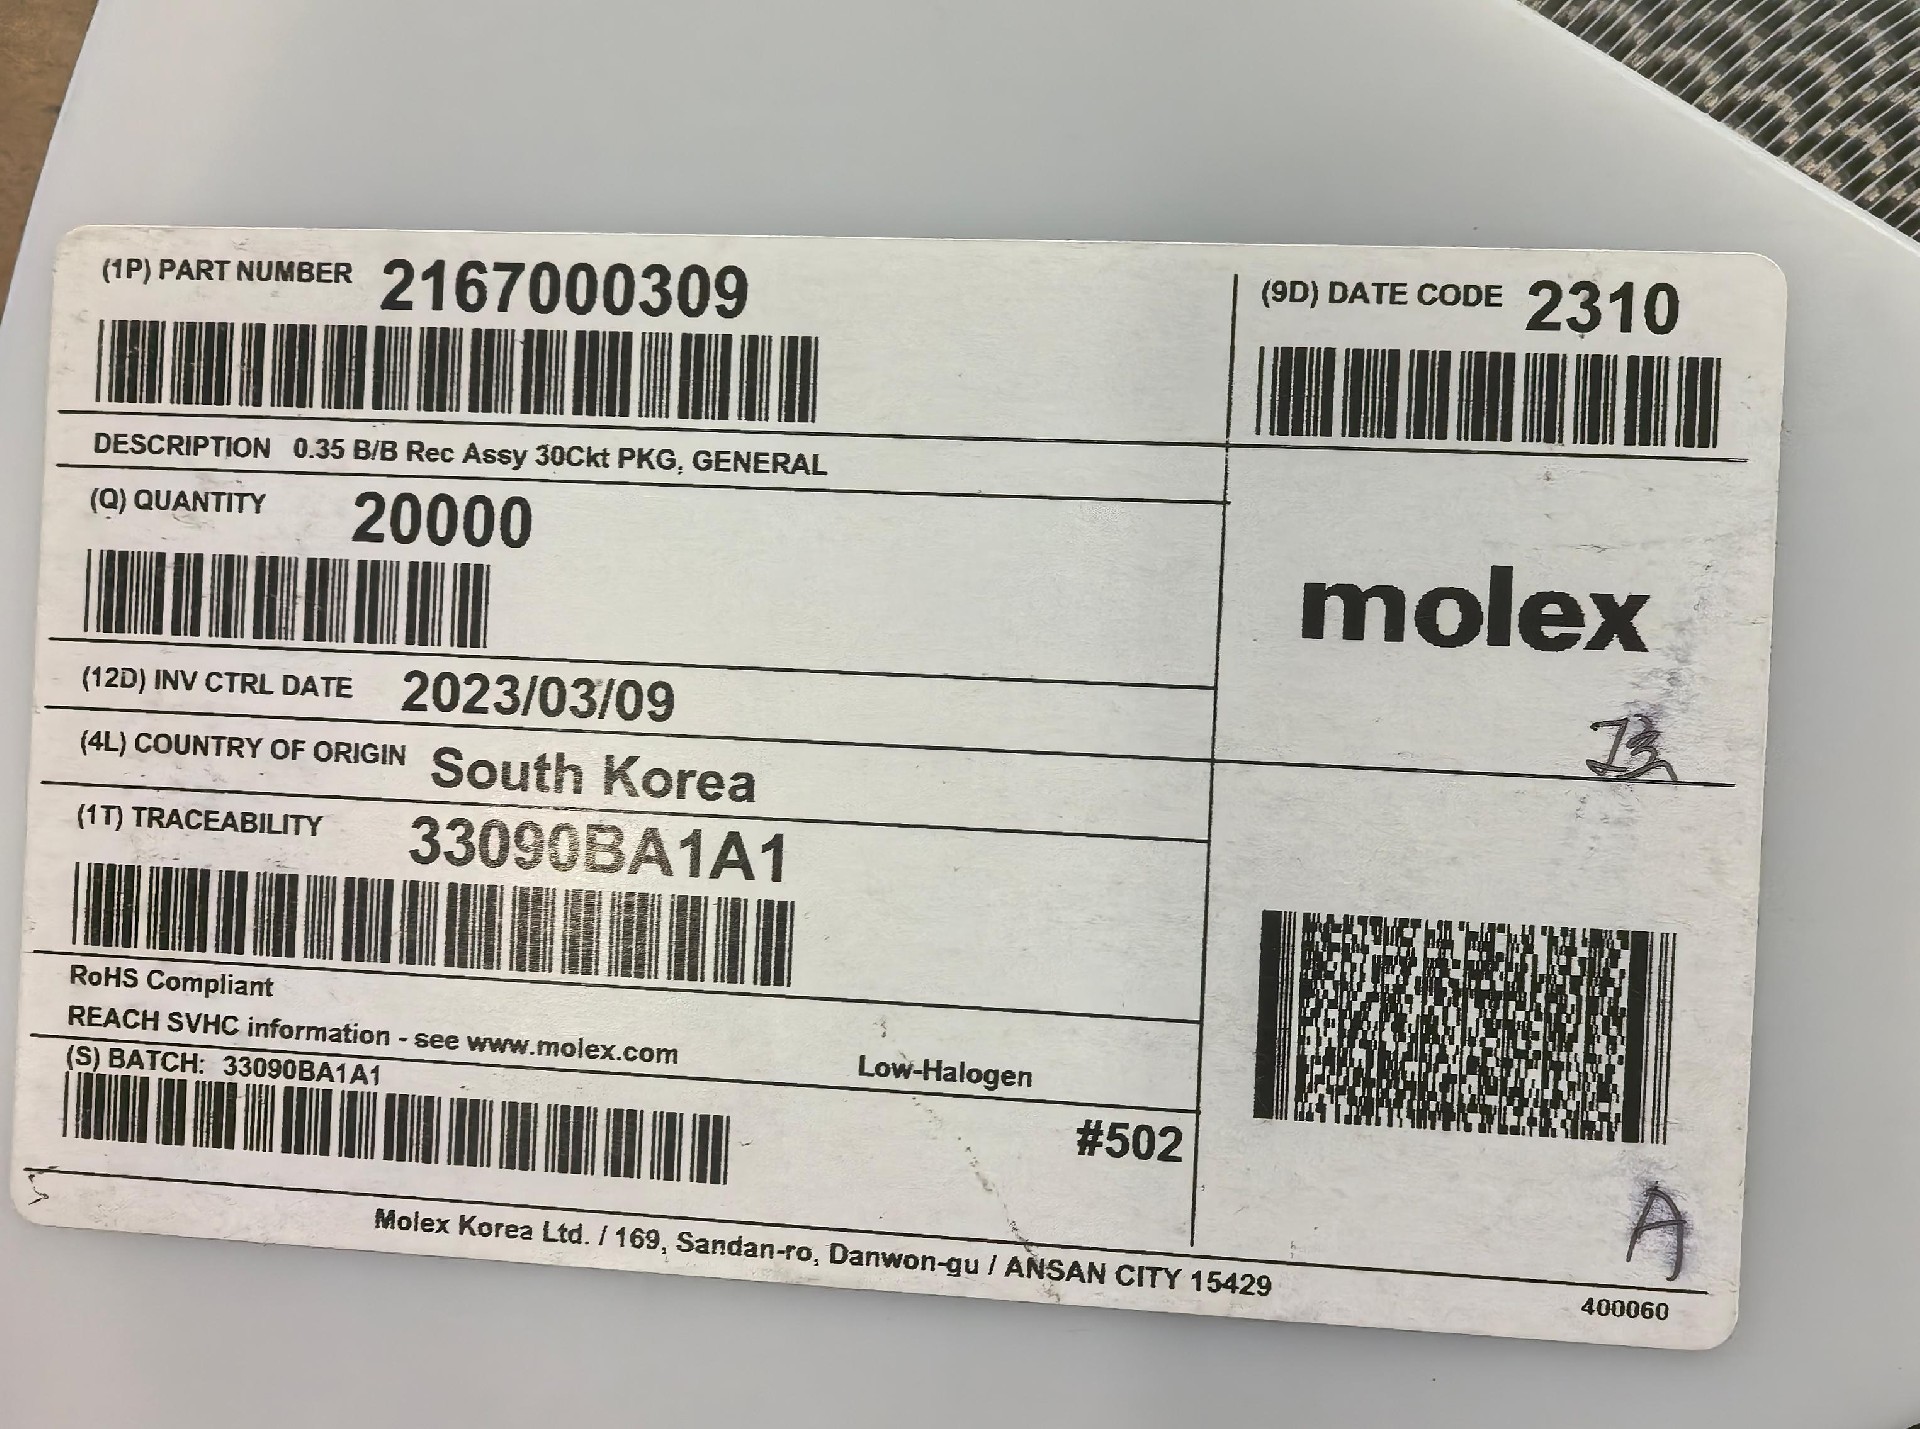 (1P) PART NUMBER 2167000309
(9D) DATE CODE 2310
DESCRIPTION 0.35 B/B Rec Assy 30Ckt PKG, GENERAL
(Q) QUANTITY 20000
molex
(12D) INV CTRL DATE 2023/03/09
(4L) COUNTRY OF ORIGIN South Korea
(1T) TRACEABILITY 33090BA1A1
RoHS Compliant
REACH SVHC information - see www.molex.com
Low-Halogen
(S) BATCH: 33090BA1A1
#502
A
Molex Korea Ltd. / 169, Sandan-ro, Danwon-gu / ANSAN CITY 15429
400060